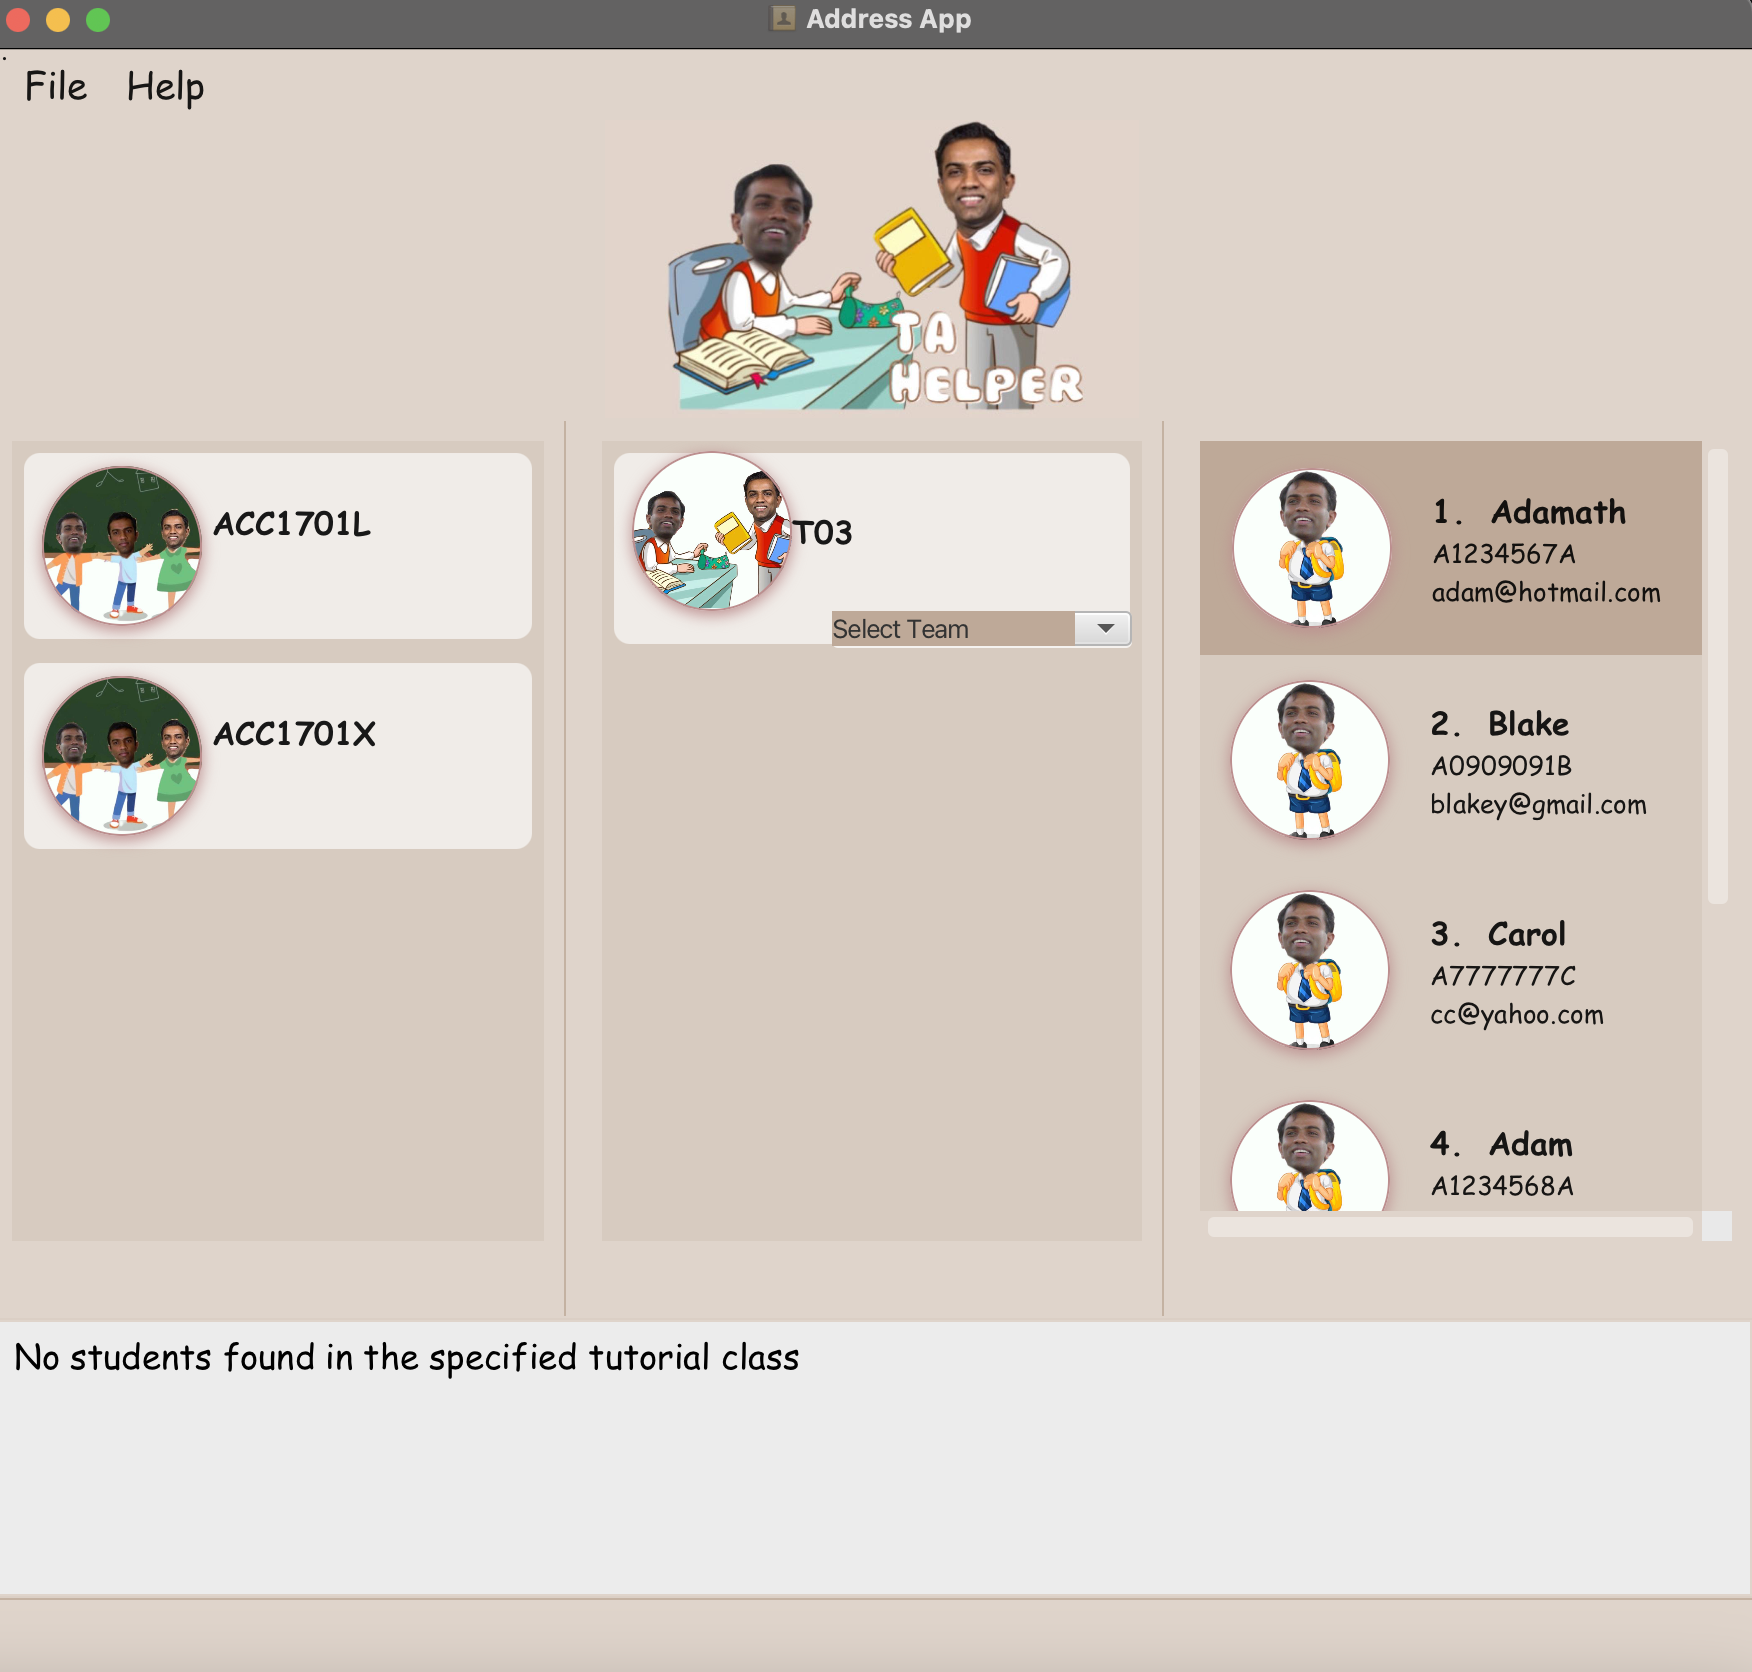 Address App
File Help
TA
HELPER
ACC1701L
ACC1701X
T03
Select Team
1. Adamath
A1234567A
adam@hotmail.com
2. Blake
A0909091B
blakey@gmail.com
3. Carol
A7777777C
cc@yahoo.com
4. Adam
A1234568A
No students found in the specified tutorial class